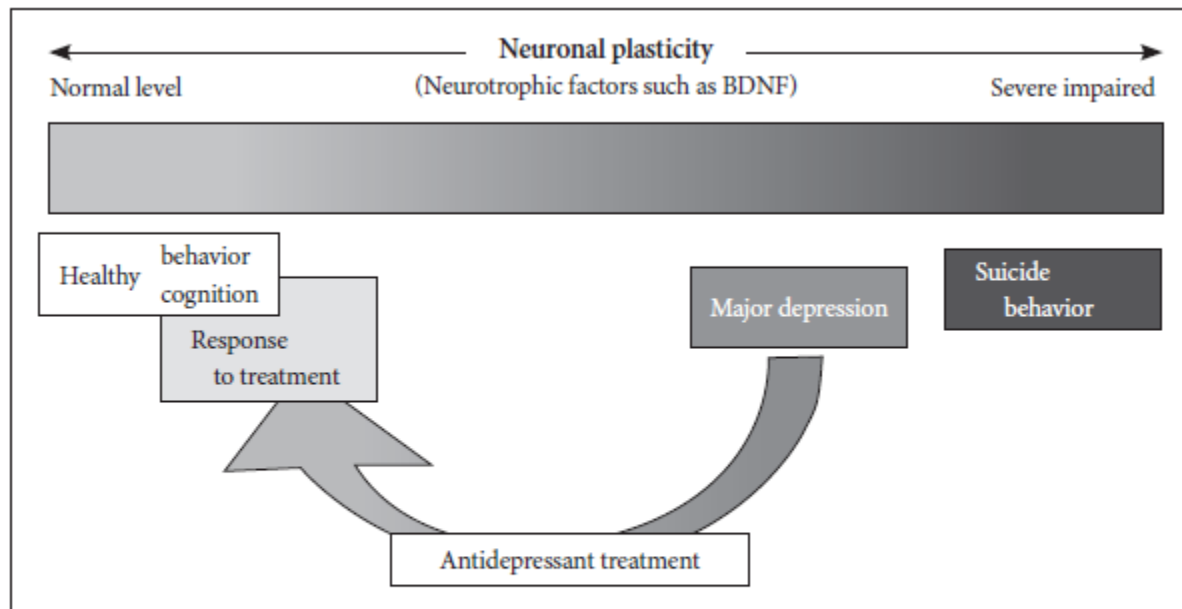 Neuronal plasticity
Normal level
(Neurotrophic factors such as BDNF)
Severe impaired
Healthy
behavior
cognition
Response
to treatment
Major depression
Suicide
behavior
Antidepressant treatment